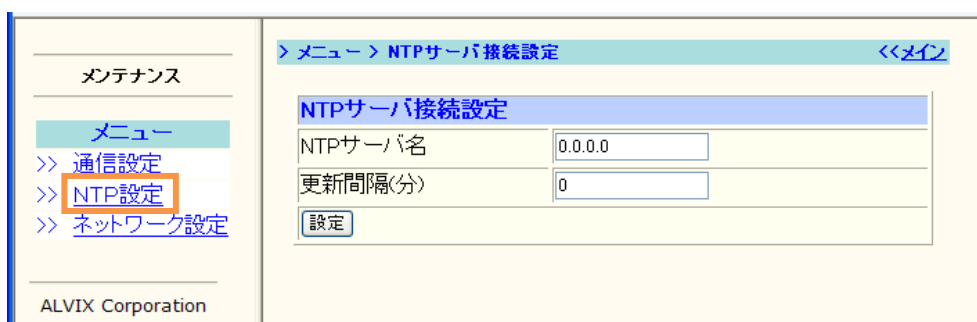 メンテナンス
メニュー
>> 通信設定
>> NTP設定
>> ネットワーク設定
ALVIX Corporation
> メニュー > NTPサーバ接続設定
<<メイン
NTPサーバ接続設定
NTPサーバ名 0.0.0.0
更新間隔(分) 0
設定